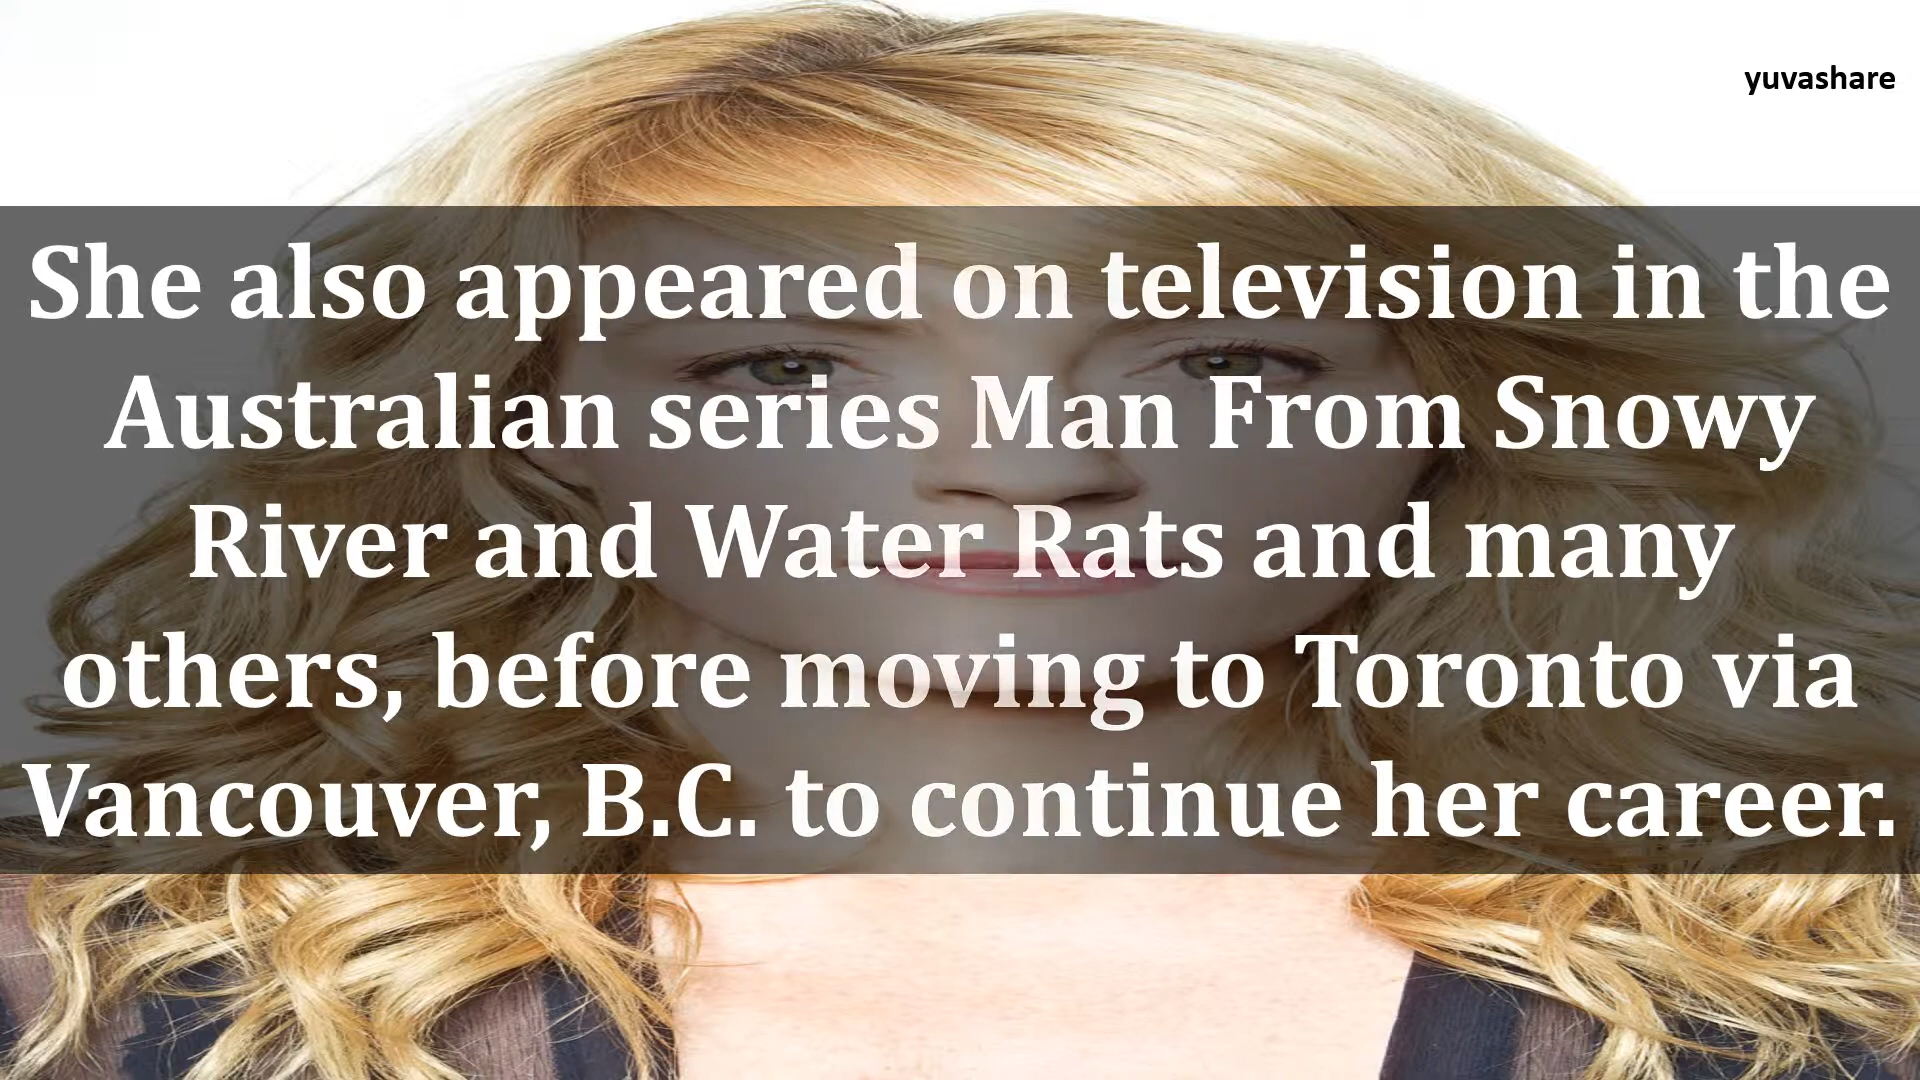 yuvashare
She also appeared on television in the
Australian series Man From Snowy
River and Water Rats and many
others, before moving to Toronto via
Vancouver, B.C. to continue her career.